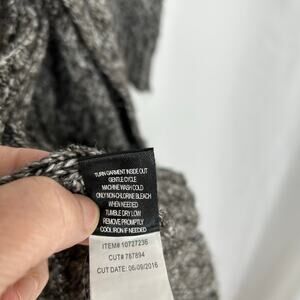 TURN GARMENT INSIDE OUT
GENTLE CYCLE
MACHINE WASH COLD
ONLY NON-CHLORINE BLEACH
WHEN NEEDED
TUMBLE DRY LOW
REMOVE PROMPTLY
COOL IRON IF NEEDED
ITEM# 10727236
CUT# 787894
CUT DATE: 06/09/2016